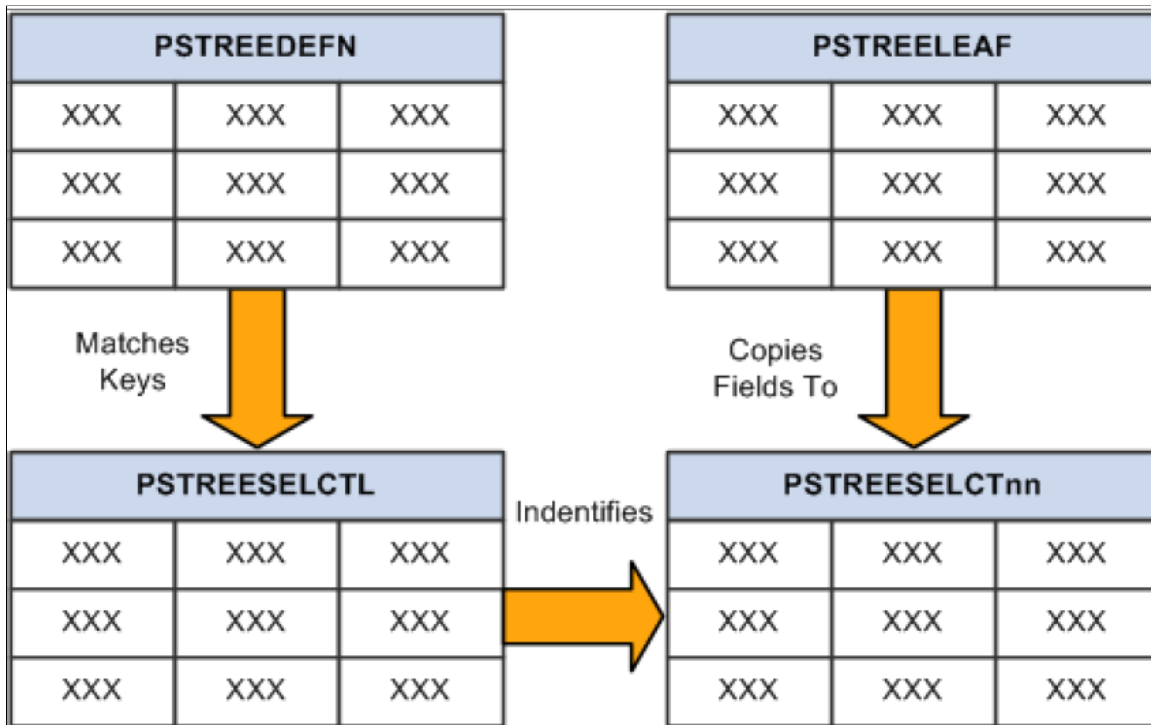 PSTREEDEFN
XXX XXX XXX
XXX XXX XXX
XXX XXX XXX
PSTREELEAF
XXX XXX XXX
XXX XXX XXX
XXX XXX XXX
Matches
Keys
Copies
Fields To
PSTREESELCTL
XXX XXX XXX
XXX XXX XXX
XXX XXX XXX
Indentifies
PSTREESELCTnn
XXX XXX XXX
XXX XXX XXX
XXX XXX XXX